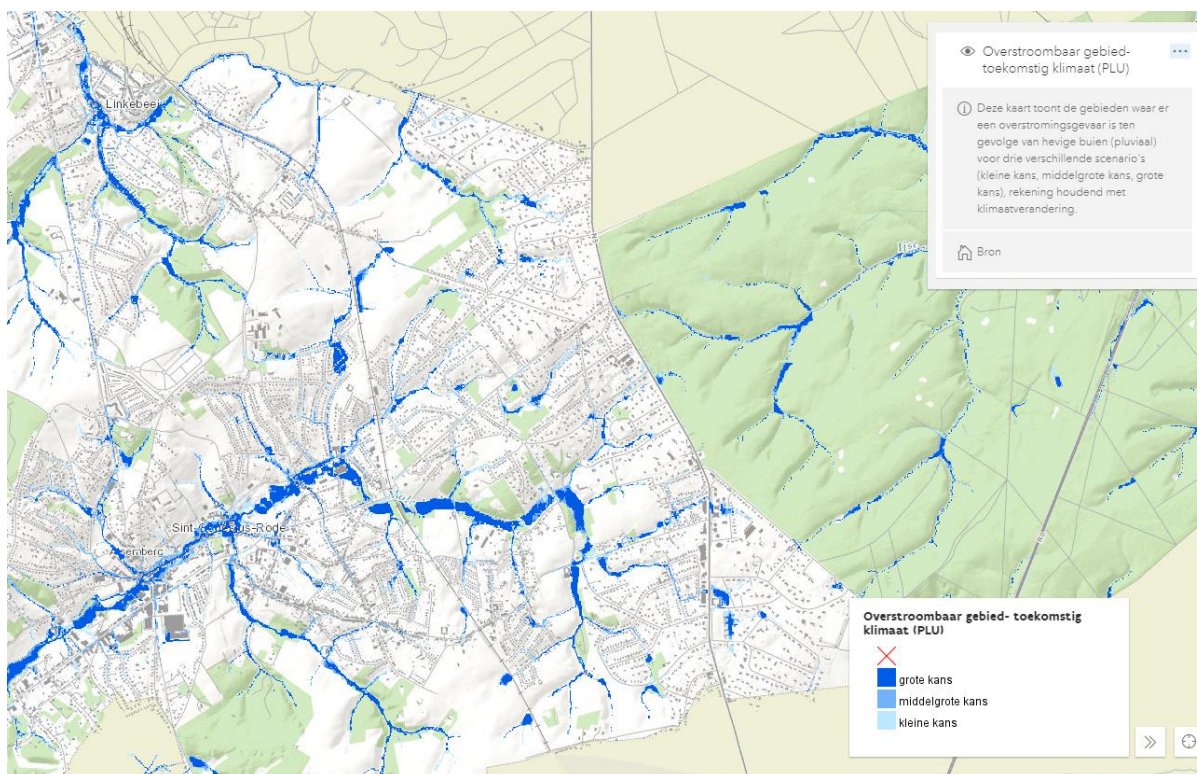 Overstroombaar gebied-
toekomstig klimaat (PLU)
Deze kaart toont de gebieden waar er
een overstromingsgevaar is ten
gevolge van hevige buien (pluviaal)
voor drie verschillende scenario's
(kleine kans, middelgrote kans, grote
kans), rekening houdend met
klimaatverandering.
Bron
Linkebeek
Sint-Genesius-Rode
Alsemberg
Overstroombaar gebied- toekomstig
klimaat (PLU)
grote kans
middelgrote kans
kleine kans